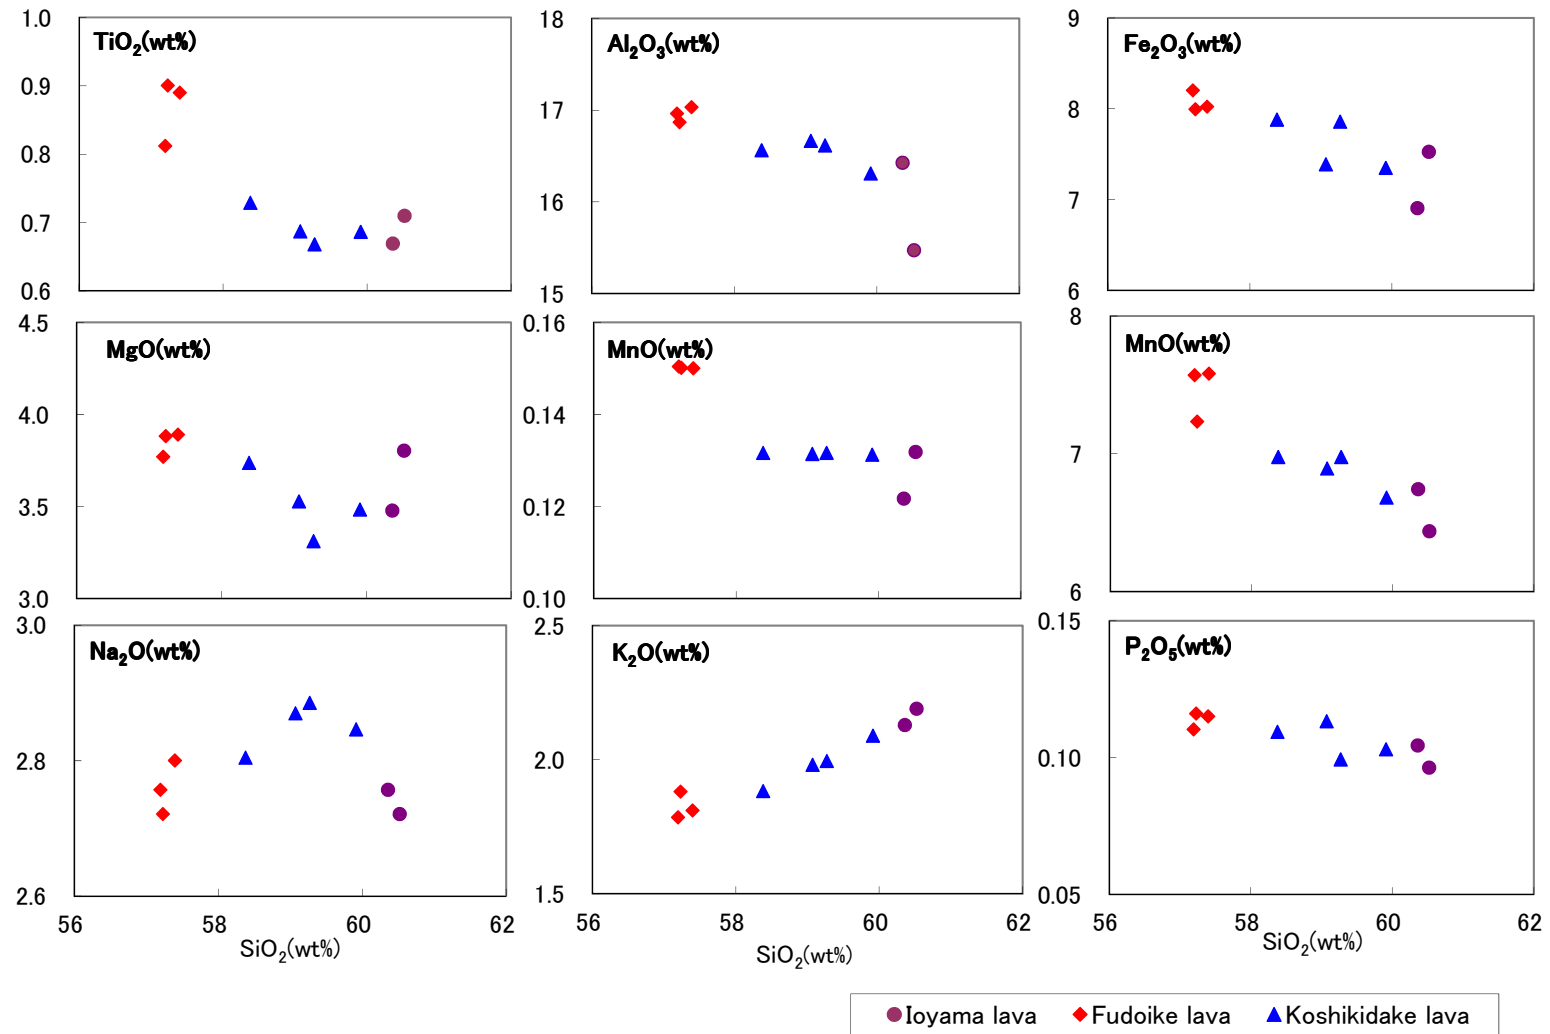 TiO2(wt%)
1.0
0.9
0.8
0.7
0.6
Al2O3(wt%)
18
17
16
15
Fe2O3(wt%)
9
8
7
6
MgO(wt%)
4.5
4.0
3.5
3.0
MnO(wt%)
0.16
0.14
0.12
0.10
MnO(wt%)
8
7
6
Na2O(wt%)
3.0
2.8
2.6
56 58 60 62
SiO2(wt%)
K2O(wt%)
2.5
2.0
1.5
56 58 60 62
SiO2(wt%)
P2O5(wt%)
0.15
0.10
0.05
56 58 60 62
SiO2(wt%)
Ioyama lava Fudoike lava Koshikidake lava